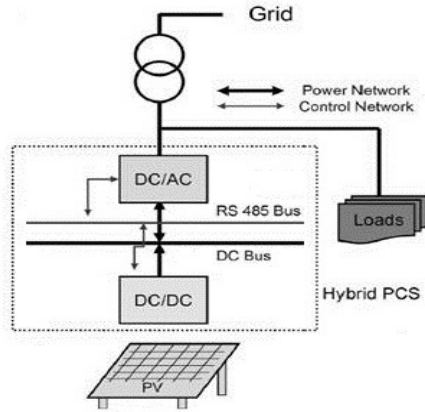 Grid
Power Network
Control Network
DC/AC
RS 485 Bus
Loads
DC Bus
DC/DC
Hybrid PCS
PV